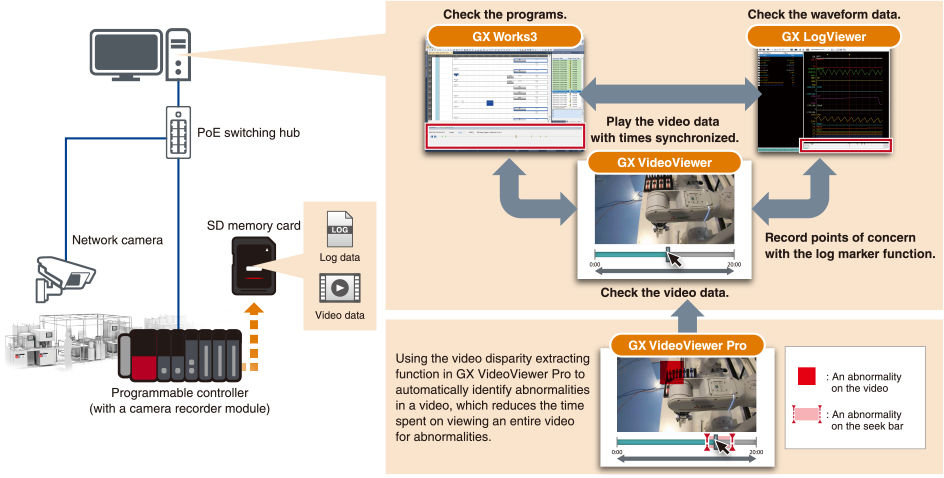 Check the programs.
GX Works3
Check the waveform data.
GX LogViewer
Play the video data
with times synchronized.
GX VideoViewer
0:00
20:00
Check the video data.
Record points of concern
with the log marker function.
PoE switching hub
Network camera
SD memory card
LOG
Log data
Video data
Programmable controller
(with a camera recorder module)
Using the video disparity extracting
function in GX VideoViewer Pro to
automatically identify abnormalities
in a video, which reduces the time
spent on viewing an entire video
for abnormalities.
GX VideoViewer Pro
0:00
20:00
: An abnormality
on the video
: An abnormality
on the seek bar